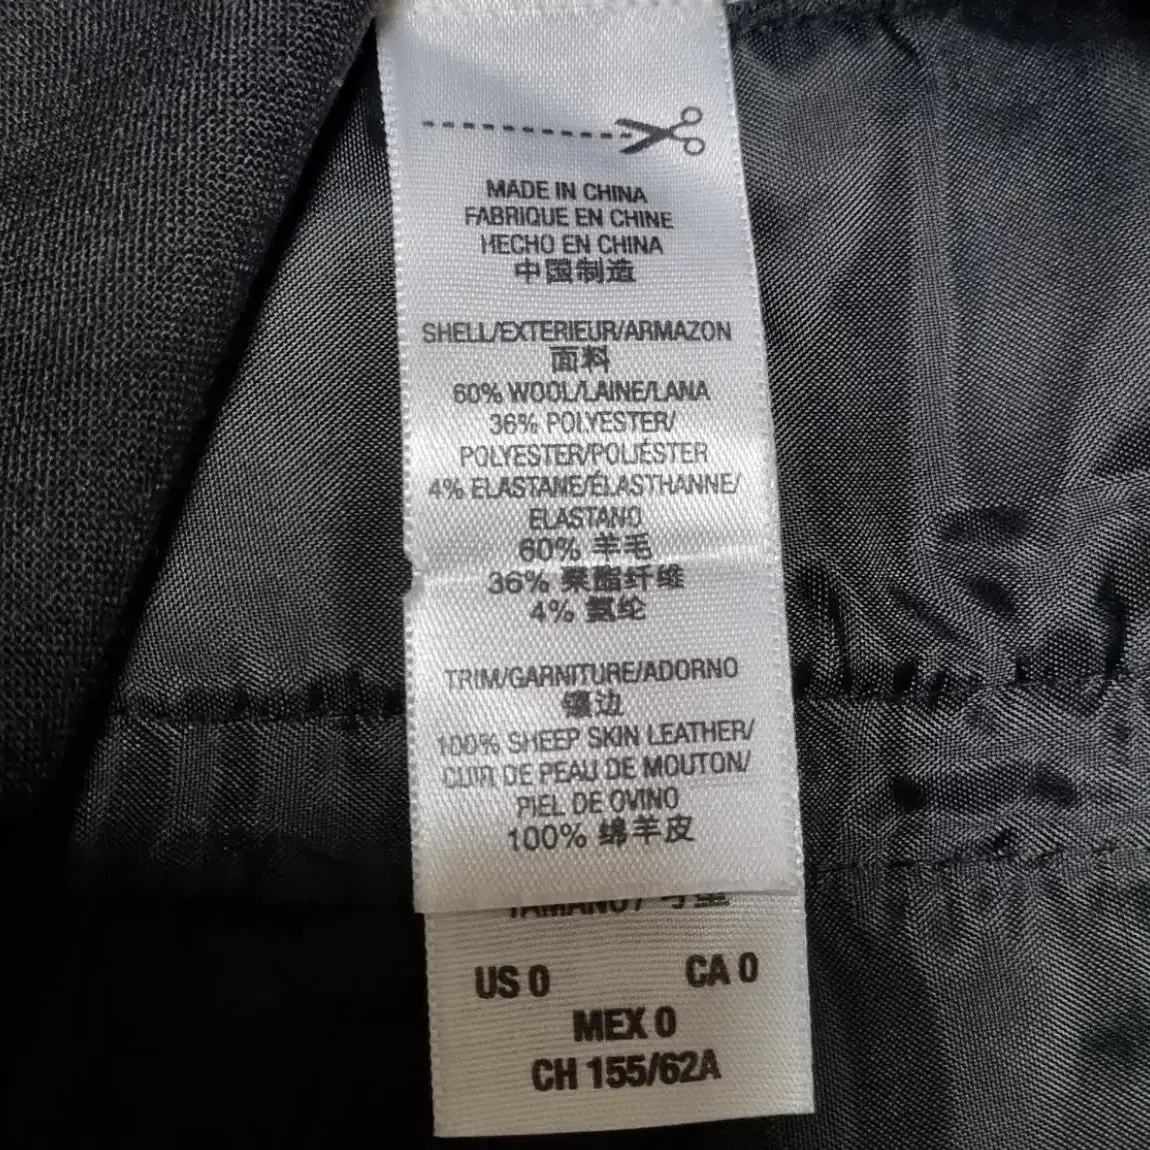 MADE IN CHINA
FABRIQUE EN CHINE
HECHO EN CHINA
中国制造
SHELL/EXTERIEUR/ARMAZON
面料
60% WOOL/LAINE/LANA
36% POLYESTER/
POLYESTER/POLIÉSTER
4% ELASTANE/ÉLASTHANNE/
ELASTANO
60% 羊毛
36% 聚酯纤维
4% 氨纶
TRIM/GARNITURE/ADORNO
镶边
100% SHEEP SKIN LEATHER/
CUIR DE PEAU DE MOUTON/
PIEL DE OVINO
100% 绵羊皮
US 0 CA 0
MEX 0
CH 155/62A